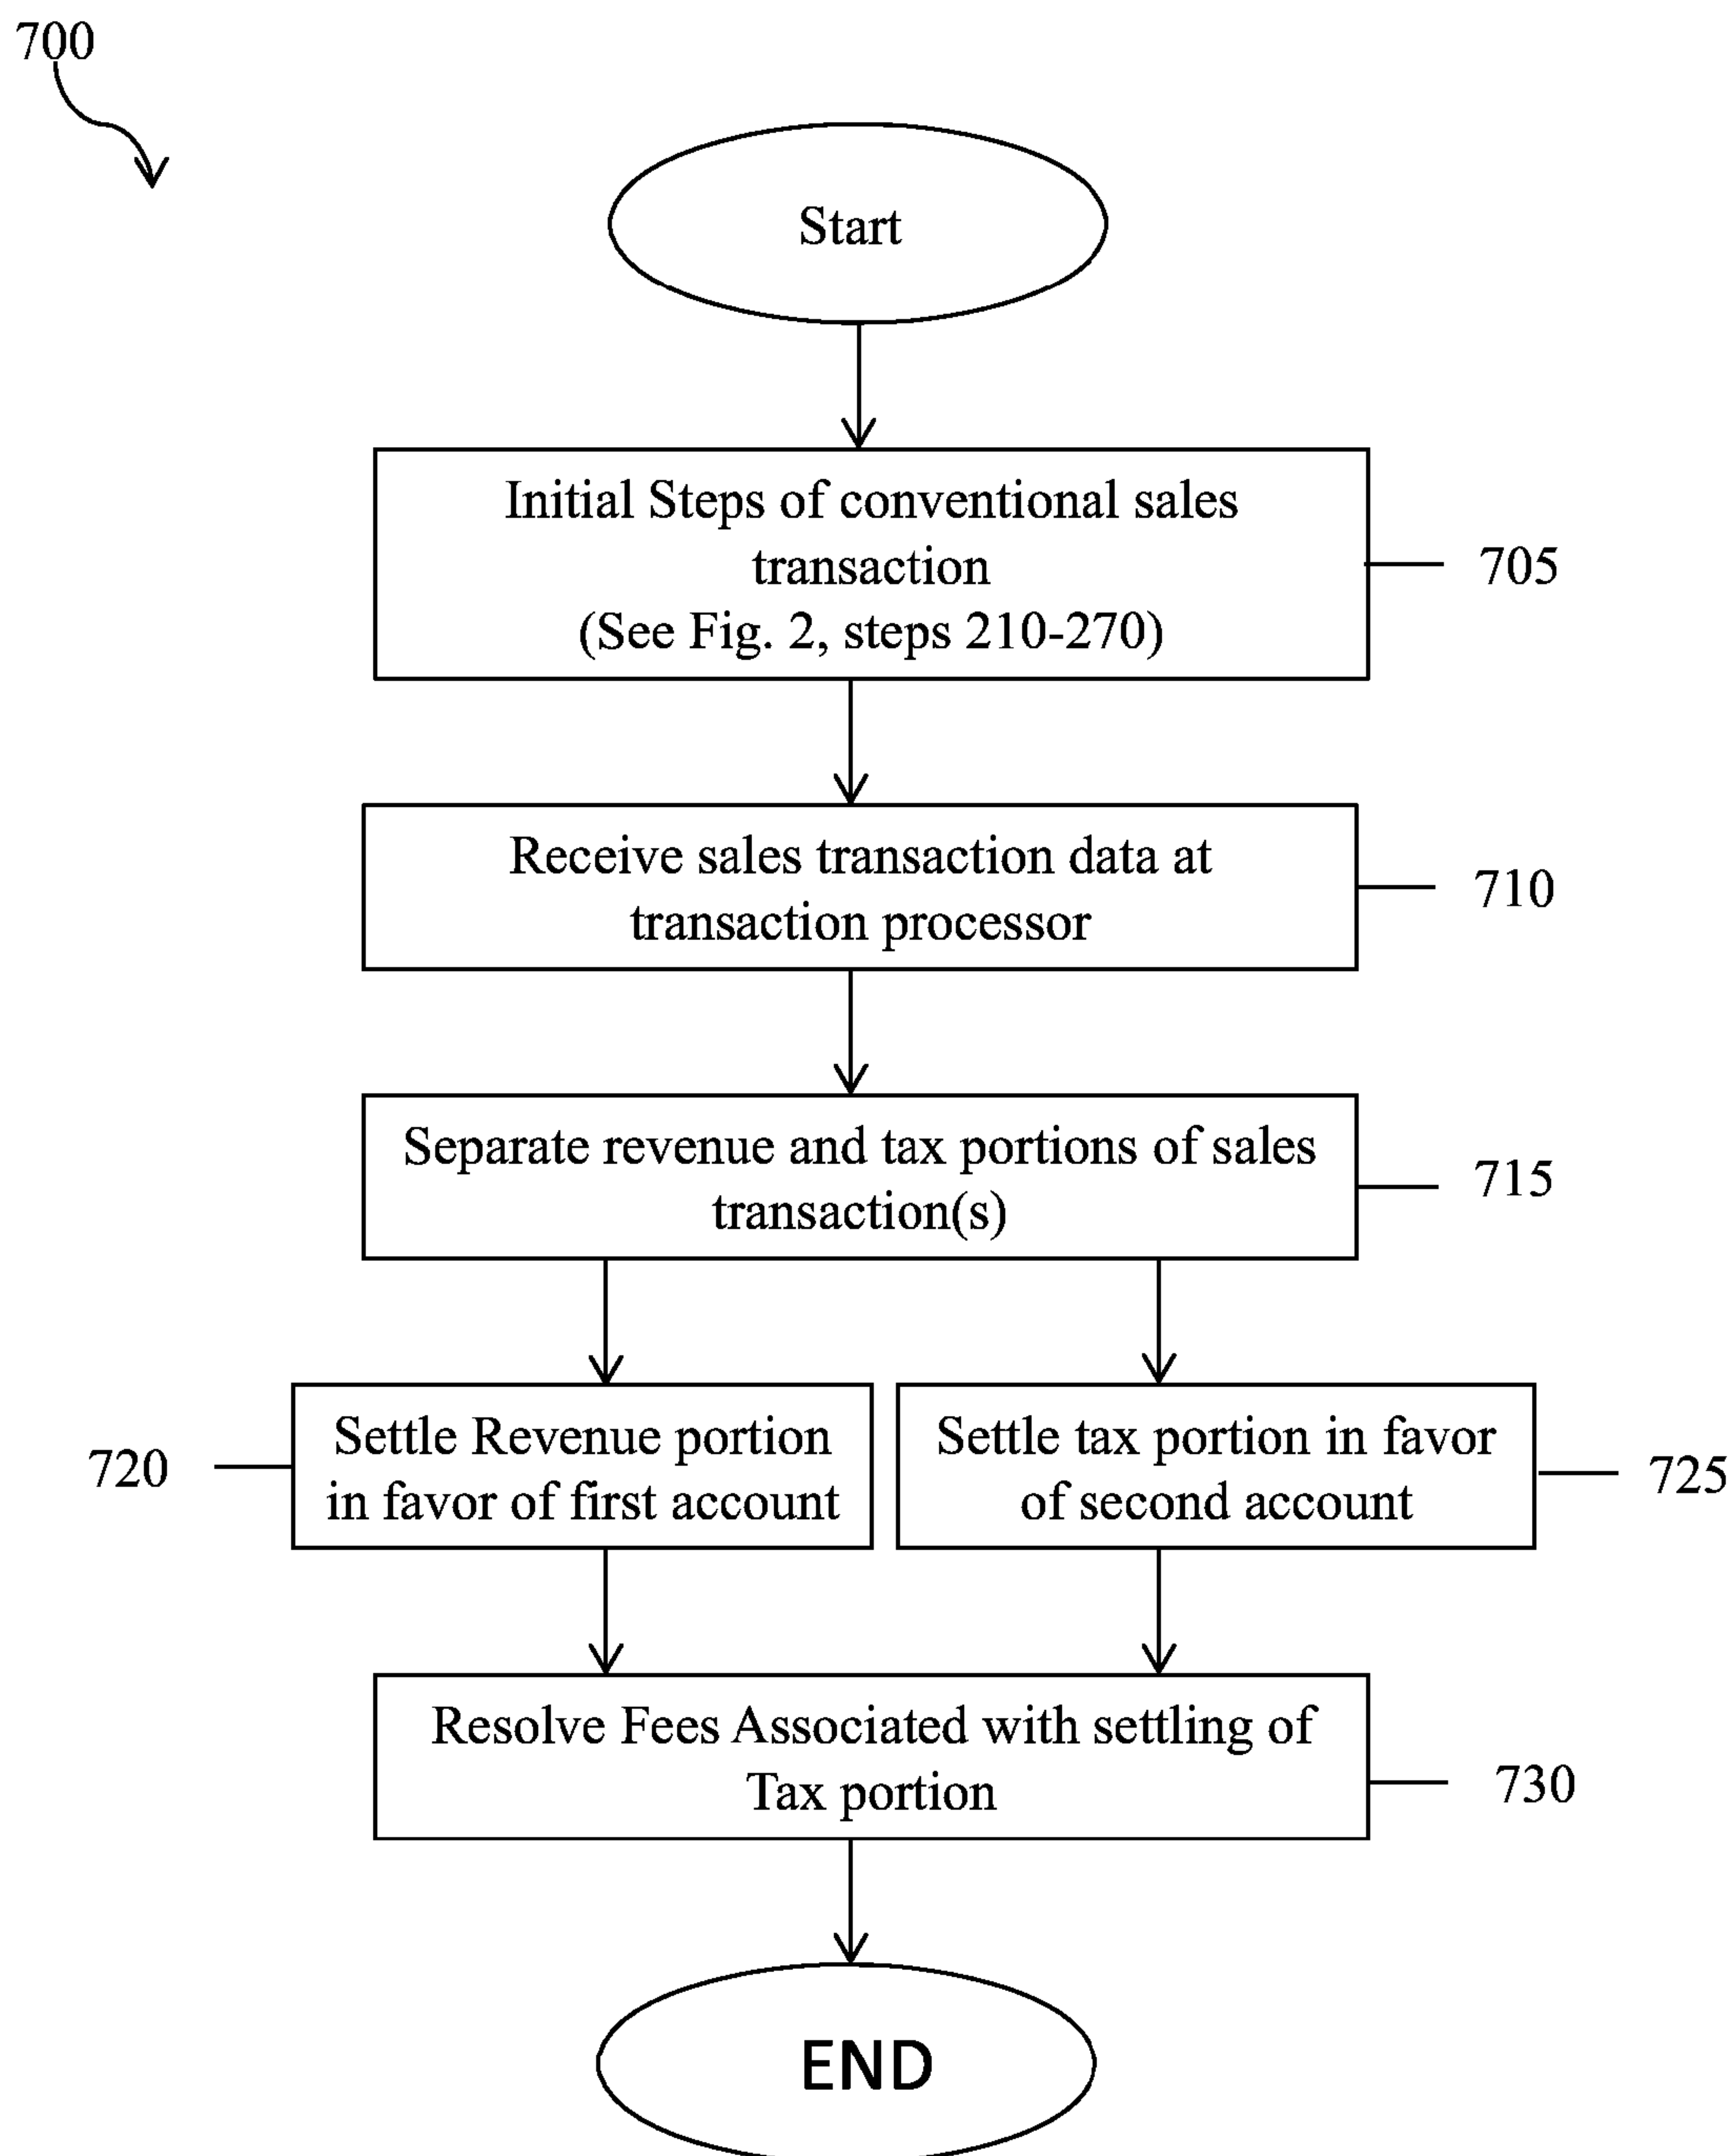 700
Start
Initial Steps of conventional sales
transaction
(See Fig. 2, steps 210-270)
705
Receive sales transaction data at
transaction processor
710
Separate revenue and tax portions of sales
transaction(s)
715
720
Settle Revenue portion
in favor of first account
Settle tax portion in favor
of second account
725
Resolve Fees Associated with settling of
Tax portion
730
END